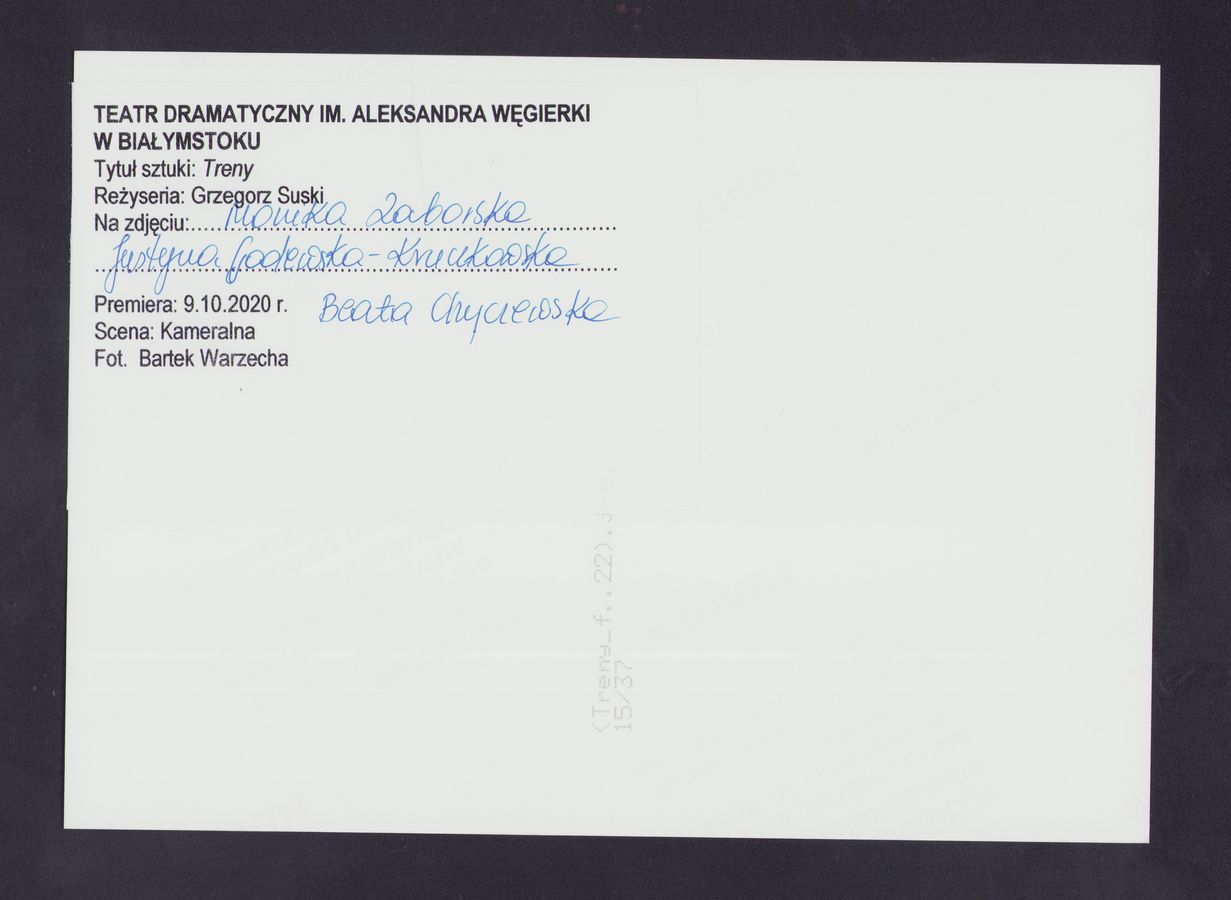 TEATR DRAMATYCZNY IM. ALEKSANDRA WĘGIERKI
W BIAŁYMSTOKU
Tytuł sztuki: Treny
Reżyseria: Grzegorz Suski
Na zdjęciu: Monika Zaborska
Justyna Godlewska-Kruczkowska
Premiera: 9.10.2020 r. Beata Chyczewska
Scena: Kameralna
Fot. Bartek Warzecha
(Treny_f..22).j
15/37